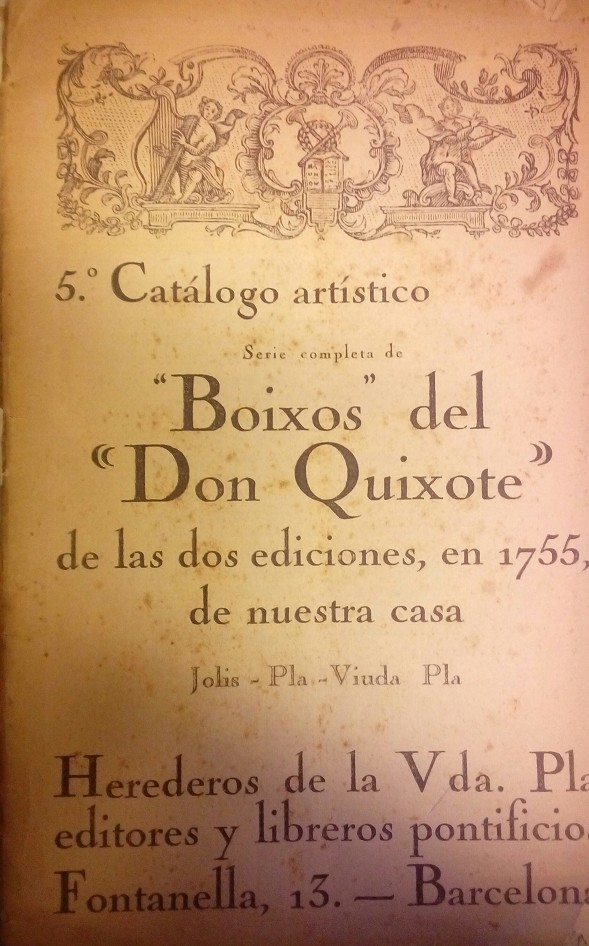 5.º Catálogo artístico
Serie completa de
"Boixos" del
"Don Quixote"
de las dos ediciones, en 1755,
de nuestra casa
Jolis - Pla - Viuda Pla
Herederos de la Vda. Pla
editores y libreros pontificio
Fontanella, 13. — Barcelona